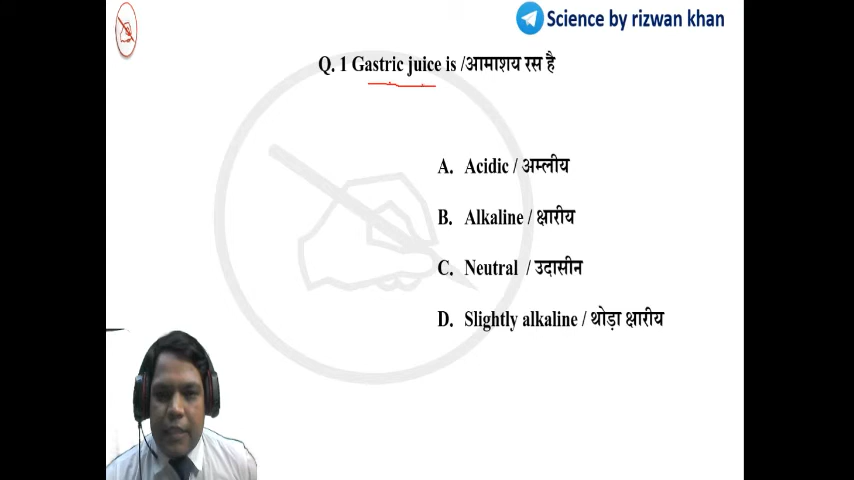 Science by rizwan khan
Q. 1 Gastric juice is /आमाशय रस है
A. Acidic / अम्लीय
B. Alkaline / क्षारीय
C. Neutral / उदासीन
D. Slightly alkaline / थोड़ा क्षारीय